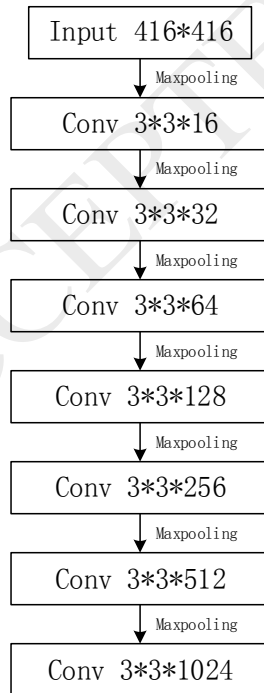 Input 416*416
Maxpooling
Conv 3*3*16
Maxpooling
Conv 3*3*32
Maxpooling
Conv 3*3*64
Maxpooling
Conv 3*3*128
Maxpooling
Conv 3*3*256
Maxpooling
Conv 3*3*512
Maxpooling
Conv 3*3*1024